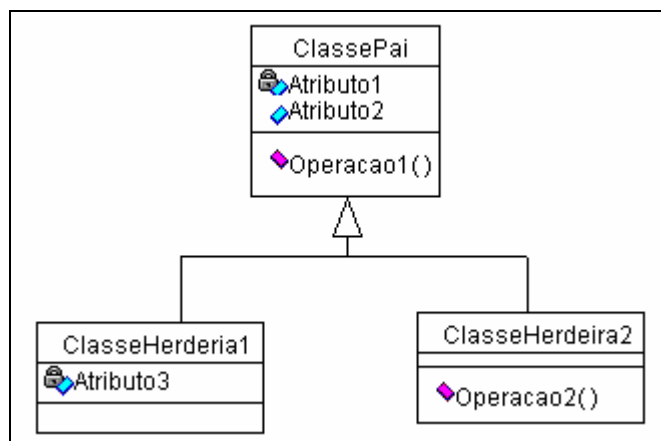 ClassePai
Atributo1
Atributo2
Operacao1()
ClasseHerderia1
Atributo3
ClasseHerdeira2
Operacao2()